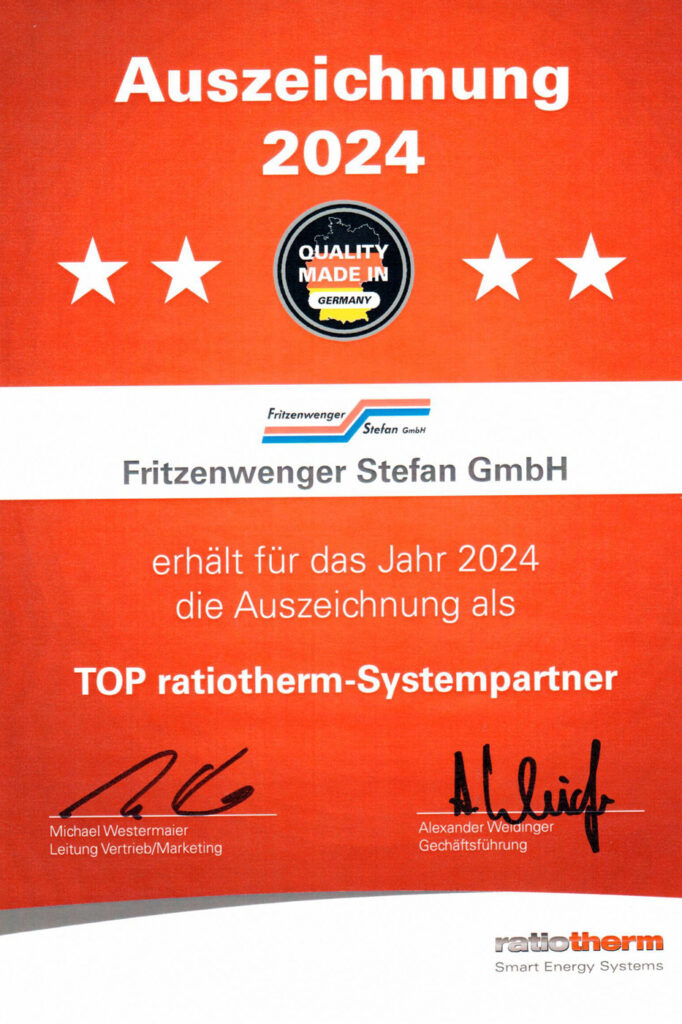 Auszeichnung
2024
QUALITY
MADE IN
GERMANY
Fritzenwenger
Stefan GmbH
Fritzenwenger Stefan GmbH
erhält für das Jahr 2024
die Auszeichnung als
TOP ratiotherm-Systempartner
Michael Westermaier
Leitung Vertrieb/Marketing
Alexander Weidinger
Gechäftsführung
ratiotherm
Smart Energy Systems